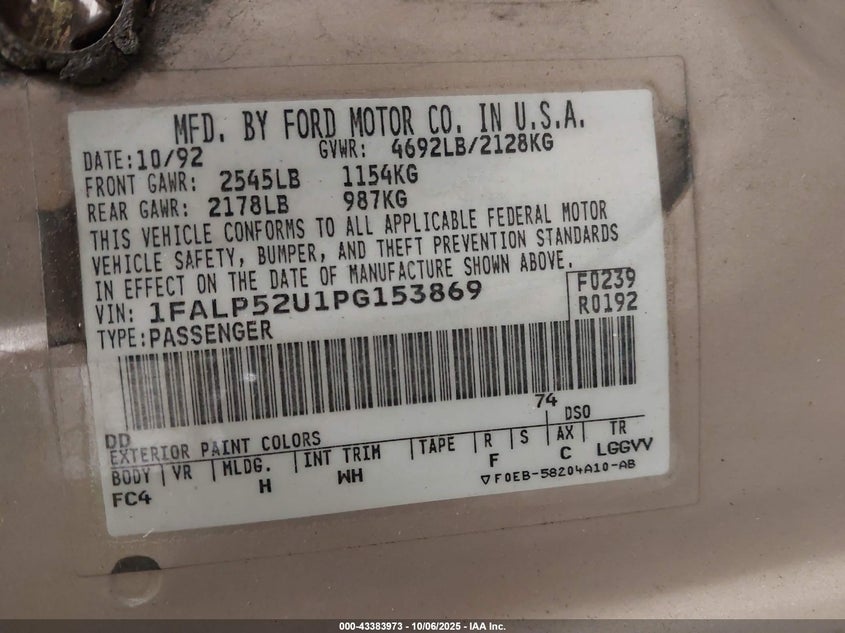 MFD. BY FORD MOTOR CO. IN U.S.A.
DATE: 10/92 GVWR: 4692LB/2128KG
FRONT GAWR: 2545LB 1154KG
REAR GAWR: 2178LB 987KG
THIS VEHICLE CONFORMS TO ALL APPLICABLE FEDERAL MOTOR
VEHICLE SAFETY, BUMPER, AND THEFT PREVENTION STANDARDS
IN EFFECT ON THE DATE OF MANUFACTURE SHOWN ABOVE.
VIN: 1FALP52U1PG153869 F0239
TYPE: PASSENGER R0192
74
DD DSO
EXTERIOR PAINT COLORS
BODY VR MLDG. INT TRIM TAPE R S AX TR
FC4 H WH F C LGGVV
▽F0EB-58204A10-AB
000-43383973 - 10/06/2025 - IAA Inc.